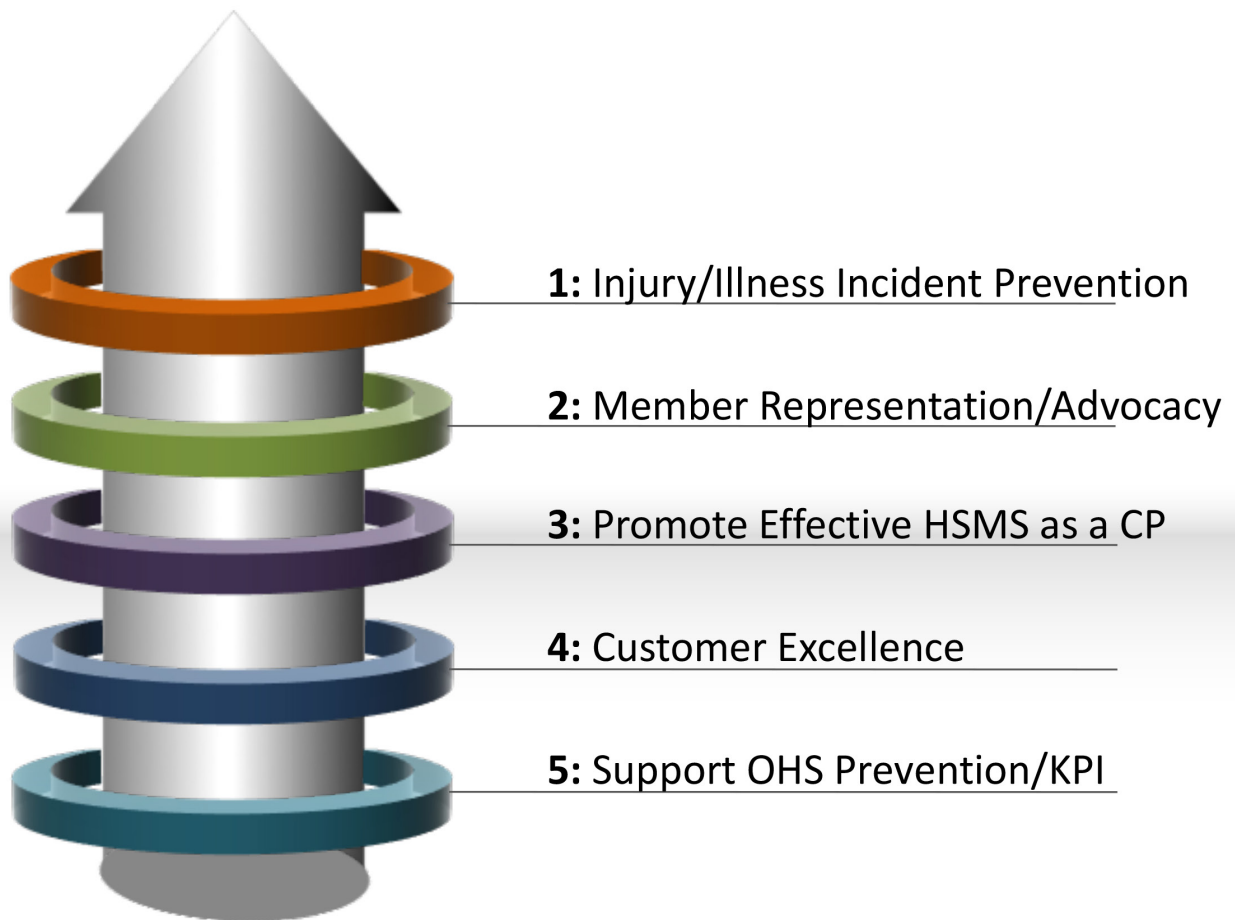 1: Injury/Illness Incident Prevention
2: Member Representation/Advocacy
3: Promote Effective HSMS as a CP
4: Customer Excellence
5: Support OHS Prevention/KPI